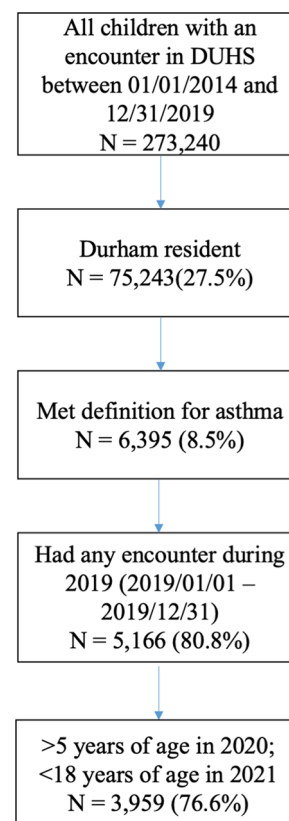 All children with an
encounter in DUHS
between 01/01/2014 and
12/31/2019
N = 273,240
Durham resident
N = 75,243(27.5%)
Met definition for asthma
N = 6,395 (8.5%)
Had any encounter during
2019 (2019/01/01 –
2019/12/31)
N = 5,166 (80.8%)
>5 years of age in 2020;
<18 years of age in 2021
N = 3,959 (76.6%)